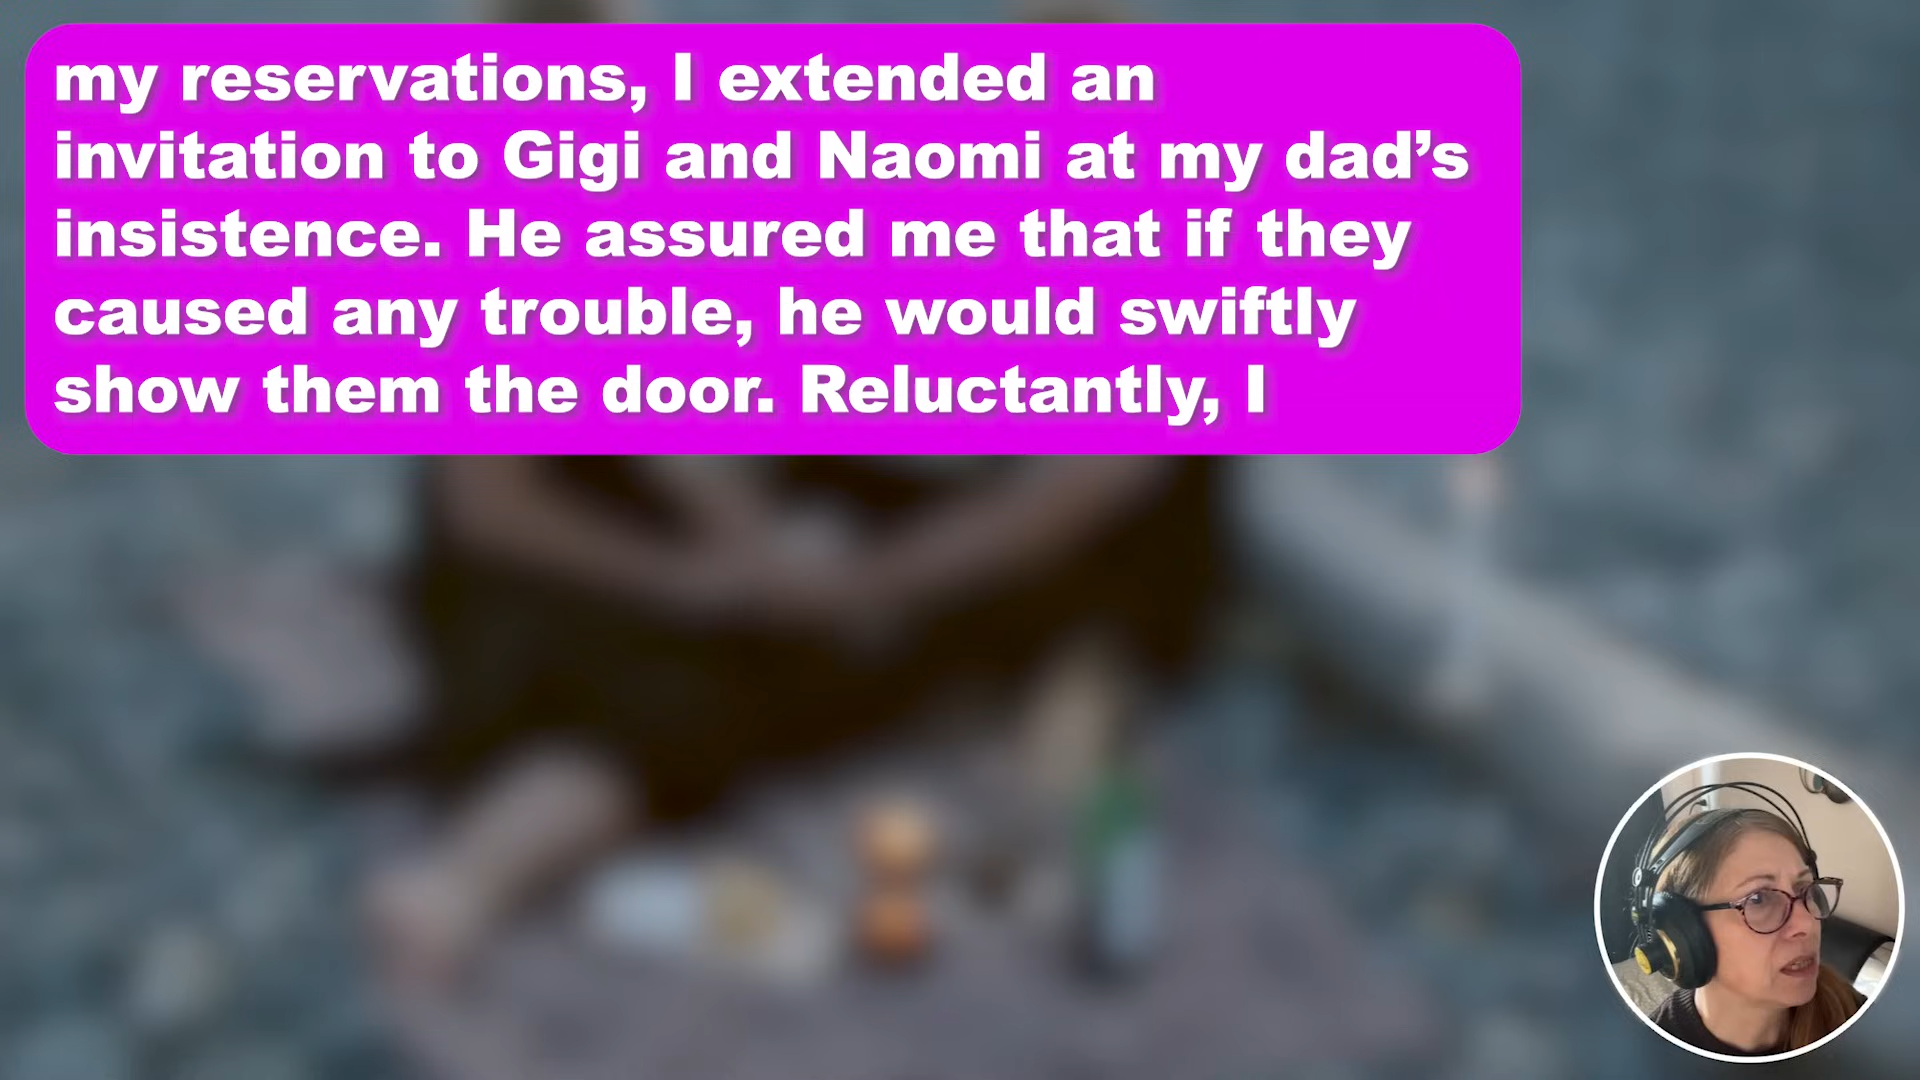 my reservations, I extended an
invitation to Gigi and Naomi at my dad’s
insistence. He assured me that if they
caused any trouble, he would swiftly
show them the door. Reluctantly, I